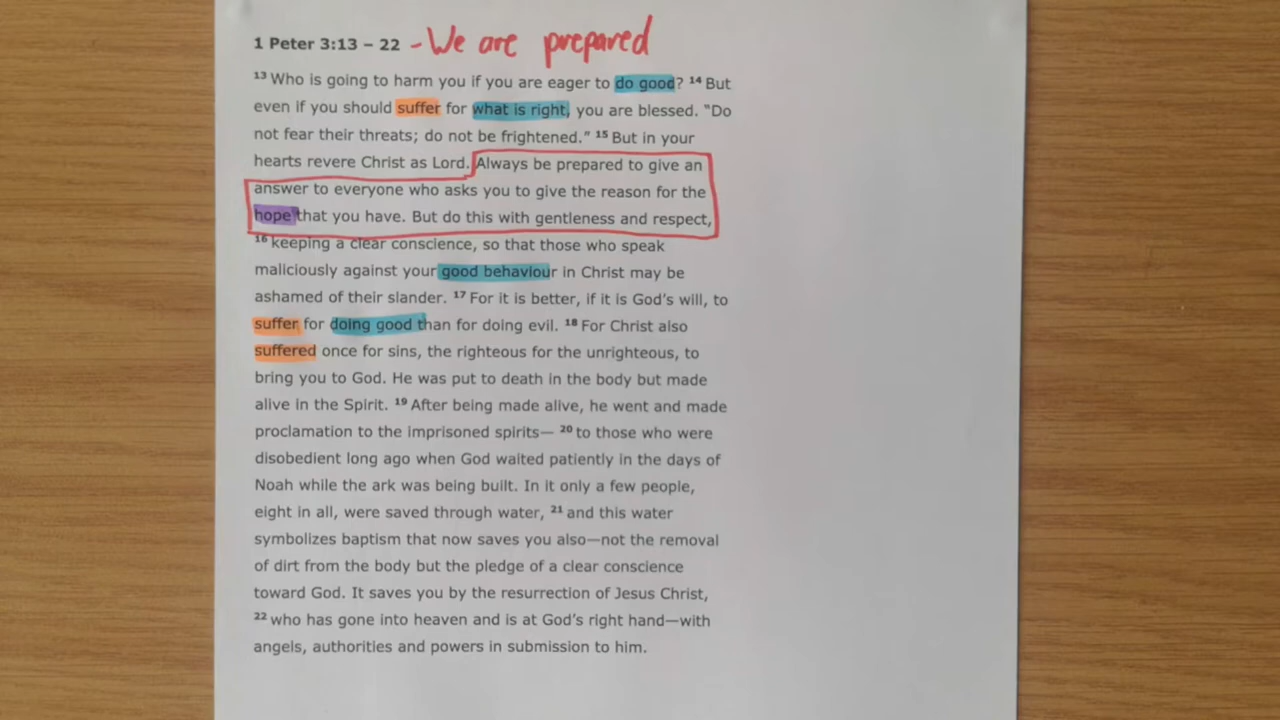 1 Peter 3:13 – 22 - We are prepared
13 Who is going to harm you if you are eager to do good? 14 But
even if you should suffer for what is right, you are blessed. “Do
not fear their threats; do not be frightened.” 15 But in your
hearts revere Christ as Lord. Always be prepared to give an
answer to everyone who asks you to give the reason for the
hope that you have. But do this with gentleness and respect,
16 keeping a clear conscience, so that those who speak
maliciously against your good behaviour in Christ may be
ashamed of their slander. 17 For it is better, if it is God’s will, to
suffer for doing good than for doing evil. 18 For Christ also
suffered once for sins, the righteous for the unrighteous, to
bring you to God. He was put to death in the body but made
alive in the Spirit. 19 After being made alive, he went and made
proclamation to the imprisoned spirits— 20 to those who were
disobedient long ago when God waited patiently in the days of
Noah while the ark was being built. In it only a few people,
eight in all, were saved through water, 21 and this water
symbolizes baptism that now saves you also—not the removal
of dirt from the body but the pledge of a clear conscience
toward God. It saves you by the resurrection of Jesus Christ,
22 who has gone into heaven and is at God’s right hand—with
angels, authorities and powers in submission to him.